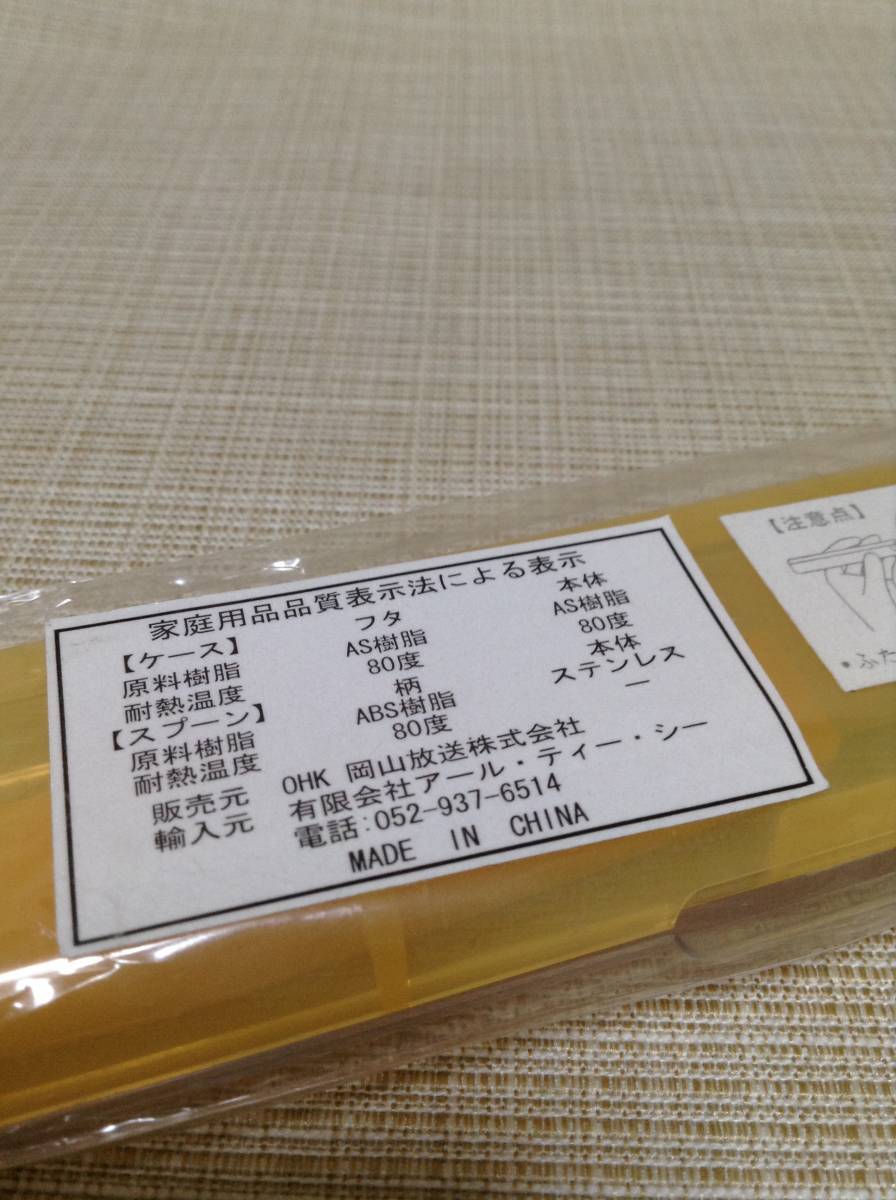 家庭用品品質表示法による表示
【ケース】 フタ 本体
原料樹脂 AS樹脂 AS樹脂
耐熱温度 80度 80度
【スプーン】 柄 本体
原料樹脂 ABS樹脂 ステンレス
耐熱温度 80度 ー
販売元 OHK 岡山放送株式会社
輸入元 有限会社アール・ティー・シー
電話:052-937-6514
MADE IN CHINA
【注意点】
・ふた